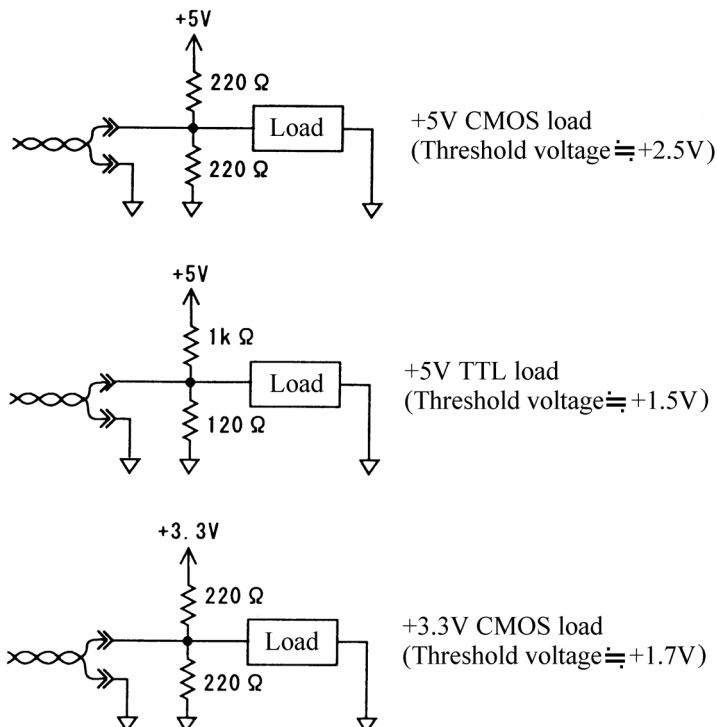 +5V
220 Ω
Load
220 Ω
+5V CMOS load
(Threshold voltage≒+2.5V)
+5V
1k Ω
Load
120 Ω
+5V TTL load
(Threshold voltage≒+1.5V)
+3.3V
220 Ω
Load
220 Ω
+3.3V CMOS load
(Threshold voltage≒+1.7V)